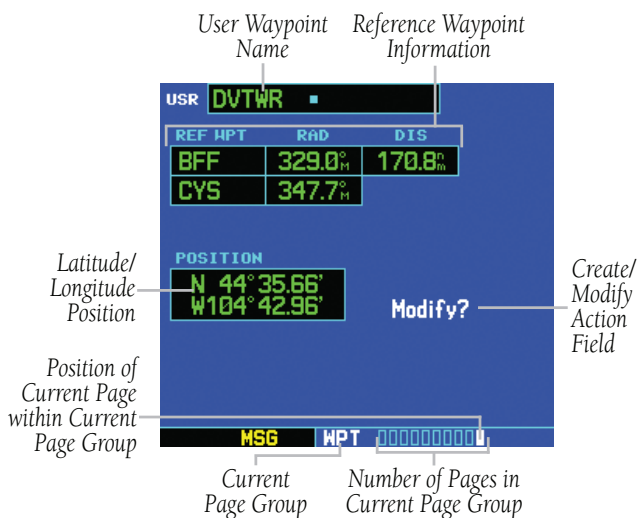 User Waypoint
Name
Reference Waypoint
Information
USR DVTWR
REF WPT RAD DIS
BFF 329.0°M 170.8nm
CYS 347.7°M
Latitude/
Longitude
Position
POSITION
N 44°35.66'
W104°42.96'
Modify?
Create/
Modify
Action
Field
Position of
Current Page
within Current
Page Group
MSG WPT
Current
Page Group
Number of Pages in
Current Page Group